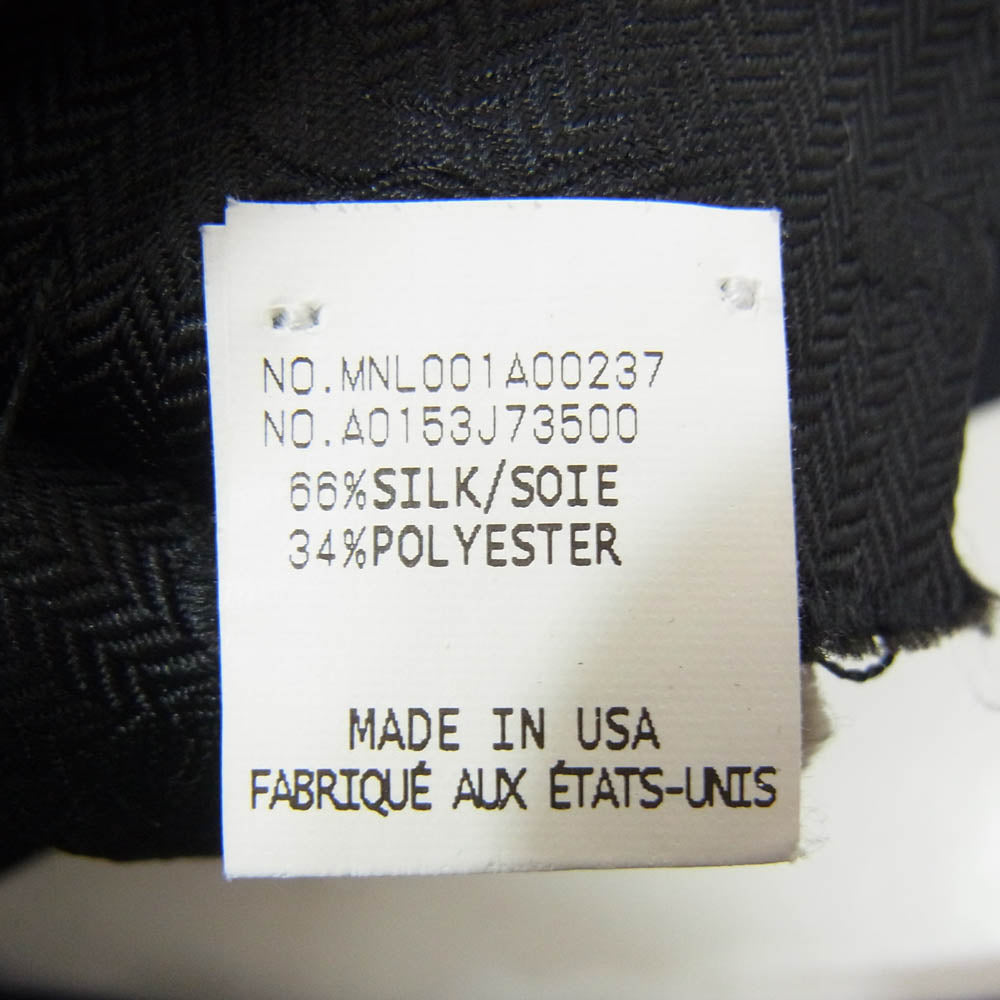 NO.MNL001A00237
NO.A0153J73500
66%SILK/SOIE
34%POLYESTER
MADE IN USA
FABRIQUÉ AUX ÉTATS-UNIS